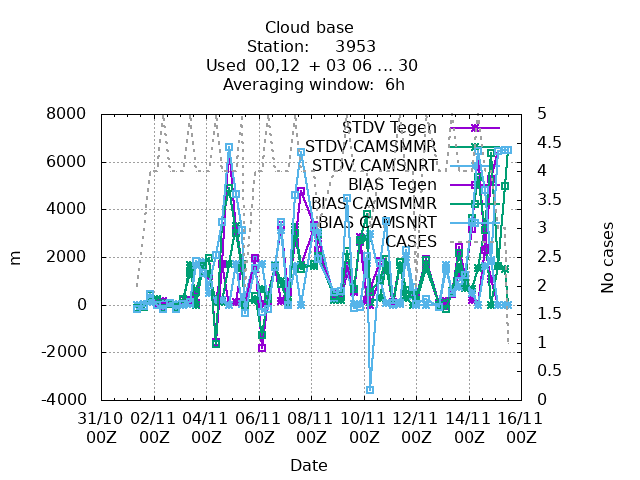 Cloud base
Station: 3953
Used 00,12 + 03 06 ... 30
Averaging window: 6h
8000
6000
4000
2000
0
-2000
-4000
m
5
4.5
4
3.5
3
2.5
2
1.5
1
0.5
0
No cases
STDV Tegen
STDV CAMSMMR
STDV CAMSNRT
BIAS Tegen
BIAS CAMSMMR
BIAS CAMSNRT
CASES
31/10 02/11 04/11 06/11 08/11 10/11 12/11 14/11 16/11
00Z 00Z 00Z 00Z 00Z 00Z 00Z 00Z 00Z
Date